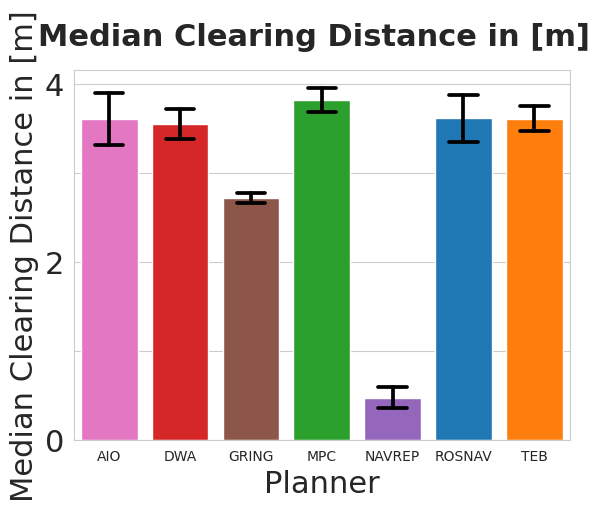 Median Clearing Distance in [m]
Median Clearing Distance in [m]
4
2
0
AIO DWA GRING MPC NAVREP ROSNAV TEB
Planner